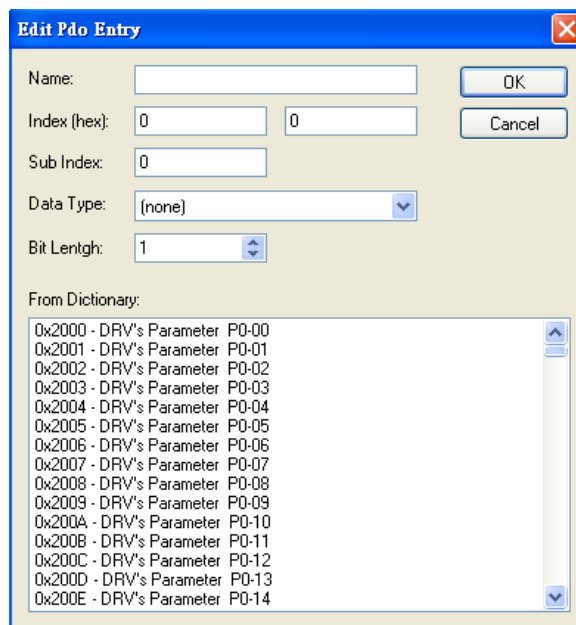 Edit Pdo Entry
Name:
OK
Index (hex): 0 0
Cancel
Sub Index: 0
Data Type: (none)
Bit Lentgh: 1
From Dictionary:
0x2000 - DRV's Parameter P0-00
0x2001 - DRV's Parameter P0-01
0x2002 - DRV's Parameter P0-02
0x2003 - DRV's Parameter P0-03
0x2004 - DRV's Parameter P0-04
0x2005 - DRV's Parameter P0-05
0x2006 - DRV's Parameter P0-06
0x2007 - DRV's Parameter P0-07
0x2008 - DRV's Parameter P0-08
0x2009 - DRV's Parameter P0-09
0x200A - DRV's Parameter P0-10
0x200B - DRV's Parameter P0-11
0x200C - DRV's Parameter P0-12
0x200D - DRV's Parameter P0-13
0x200E - DRV's Parameter P0-14